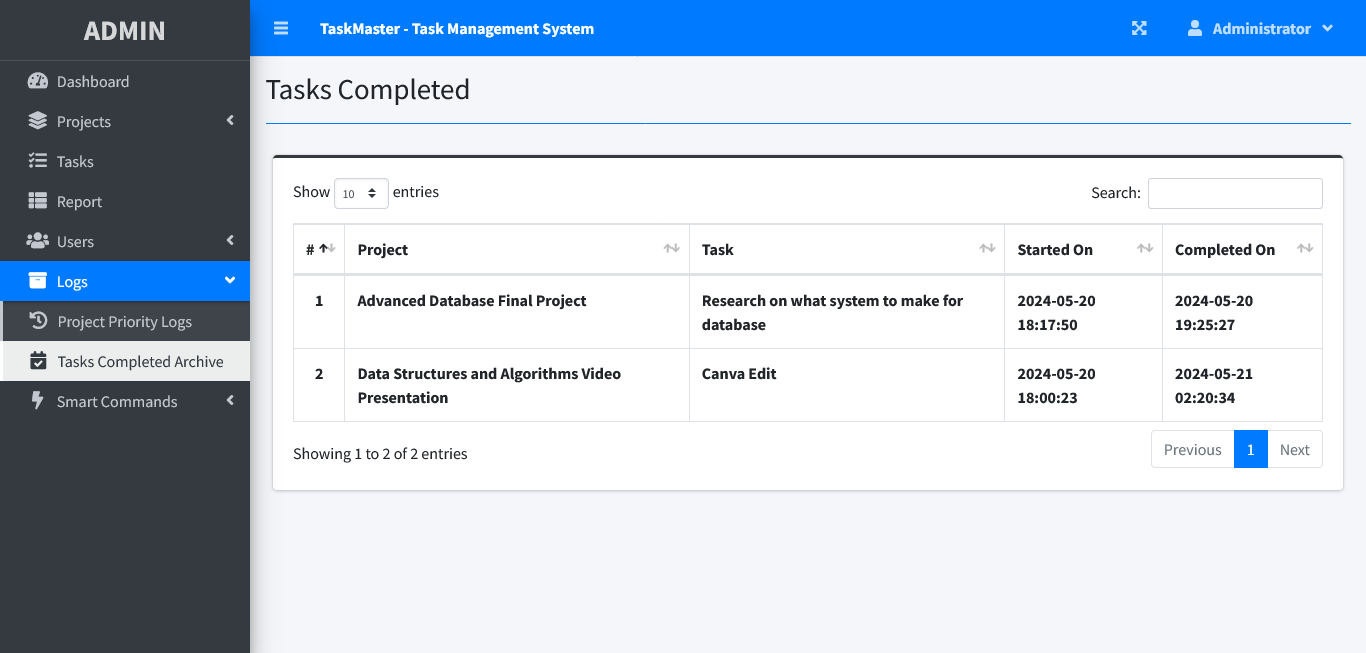 ADMIN
TaskMaster - Task Management System
Administrator
Dashboard
Projects
Tasks
Report
Users
Logs
Project Priority Logs
Tasks Completed Archive
Smart Commands
Tasks Completed
Show 10 entries
Search:
# Project Task Started On Completed On
1 Advanced Database Final Project Research on what system to make for 2024-05-20 2024-05-20
database 18:17:50 19:25:27
2 Data Structures and Algorithms Video Canva Edit 2024-05-20 2024-05-21
Presentation 18:00:23 02:20:34
Showing 1 to 2 of 2 entries
Previous 1 Next